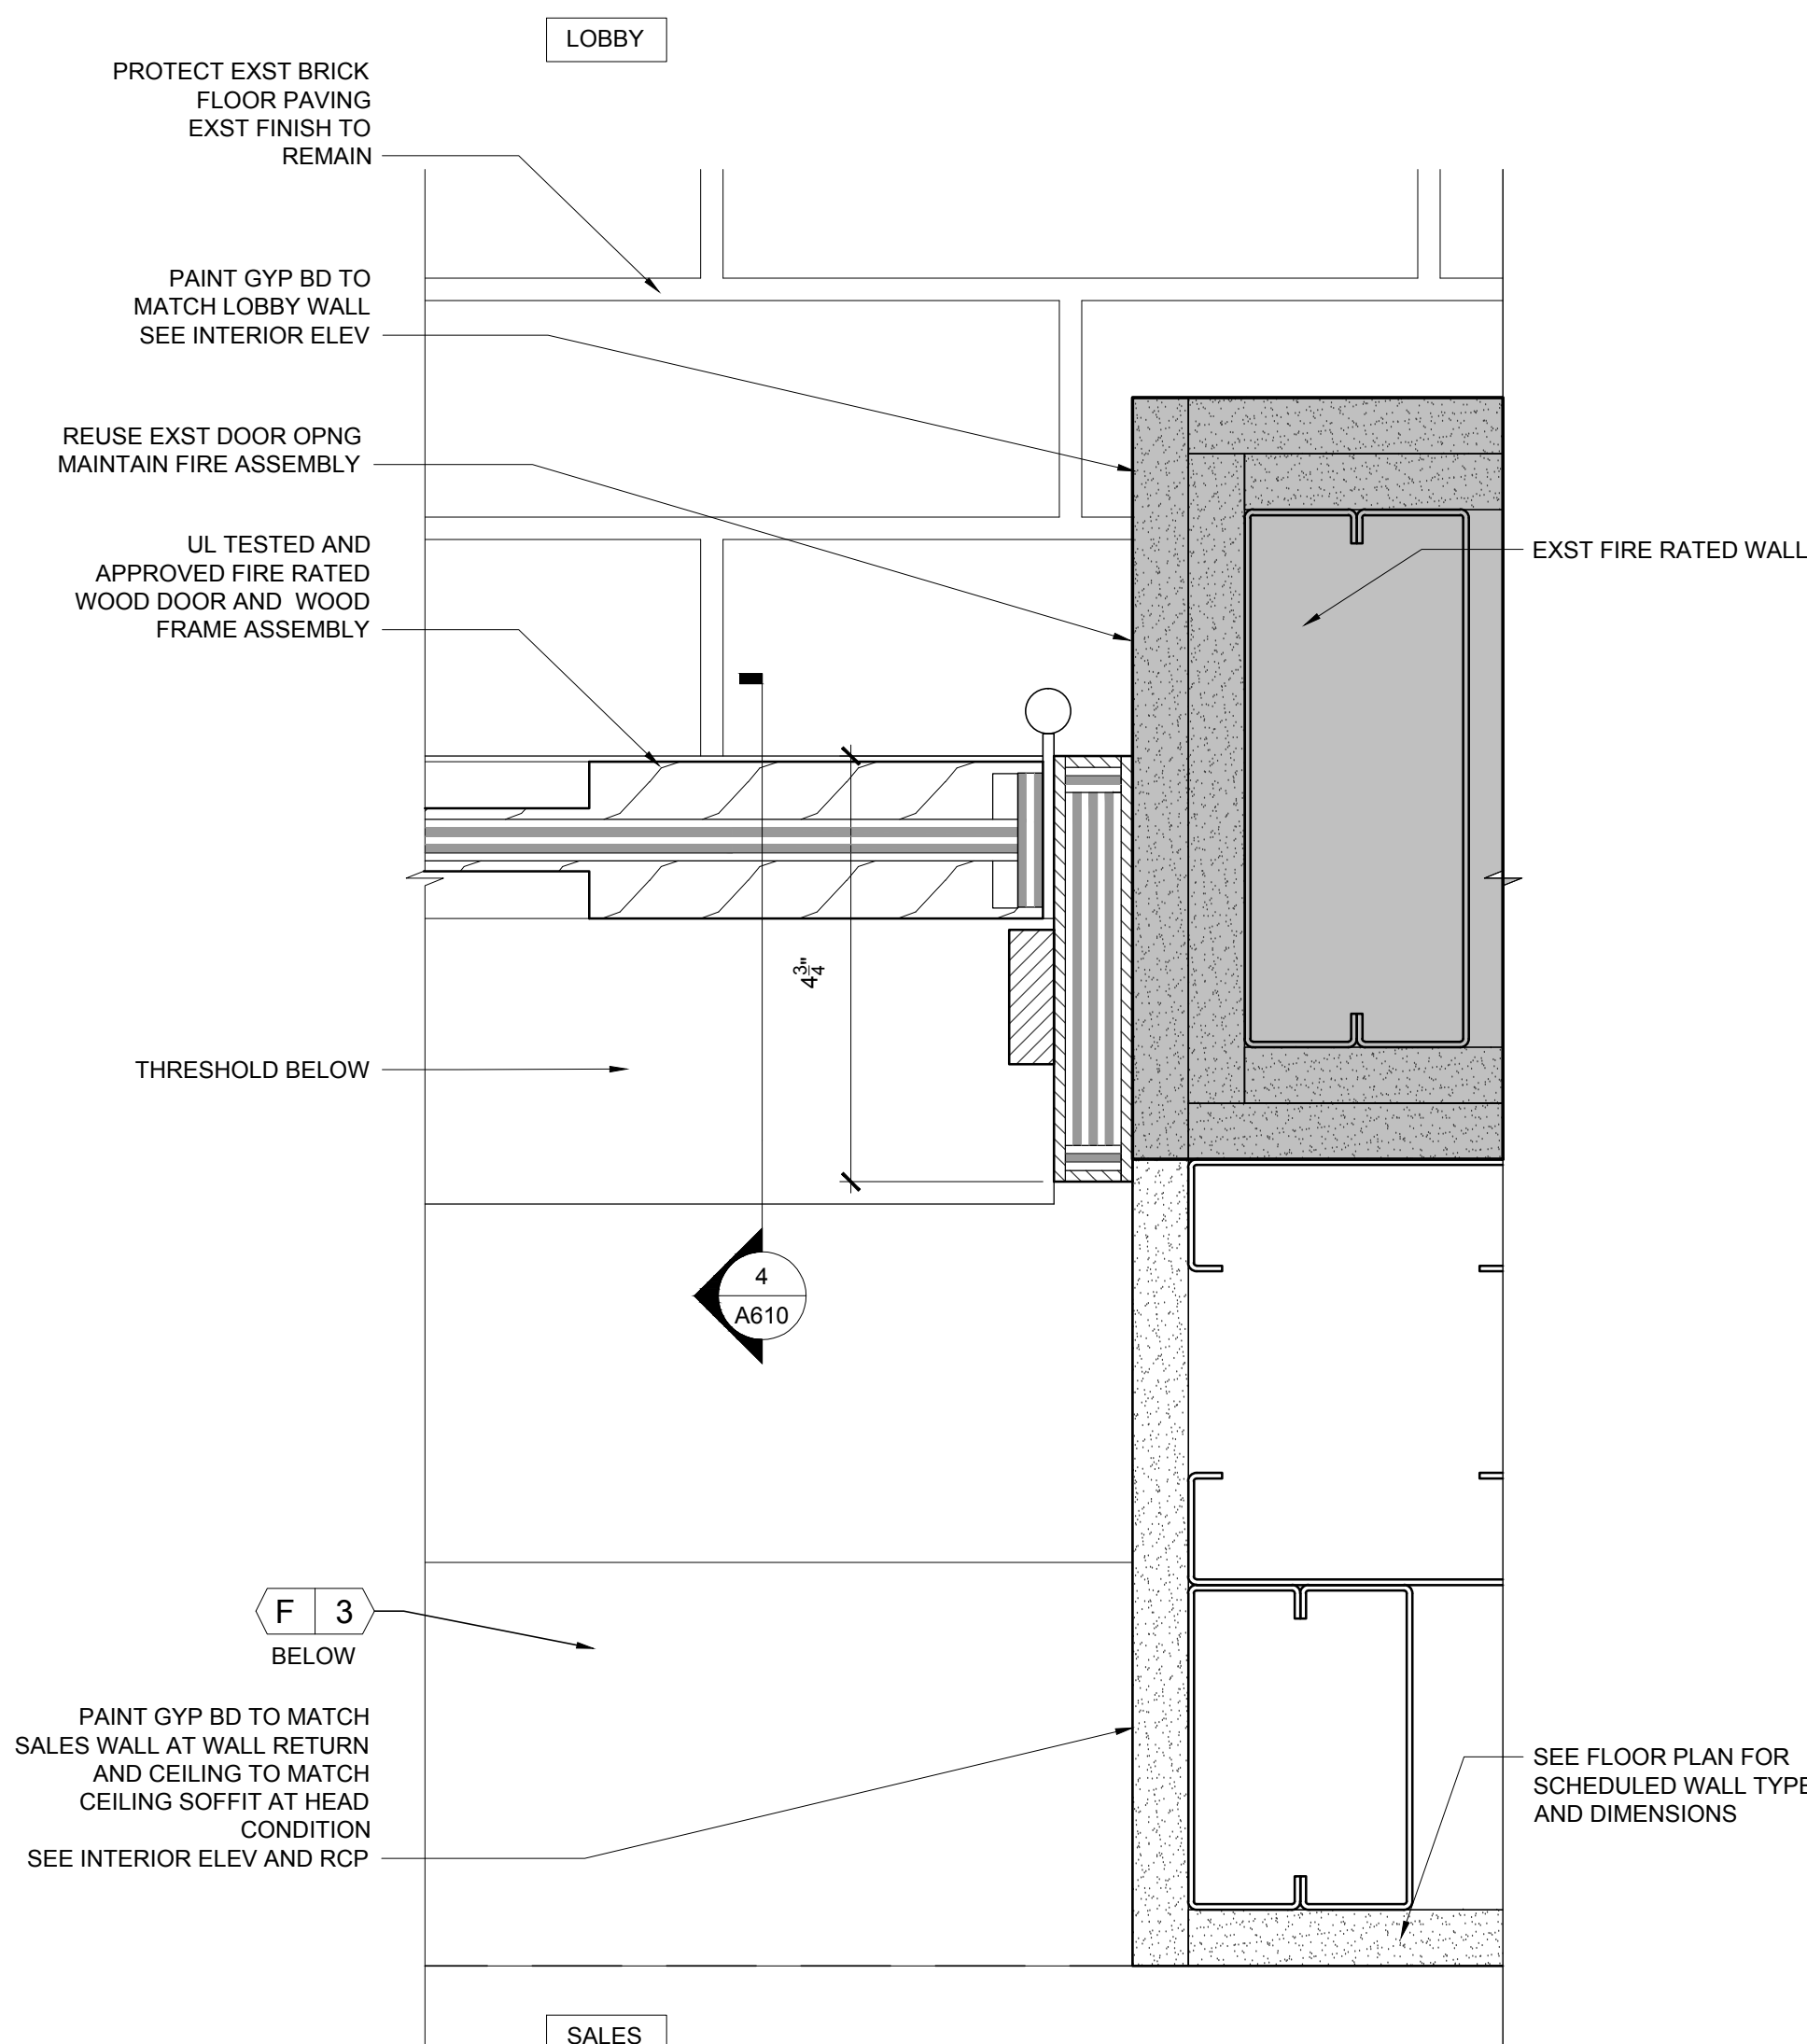 LOBBY
PROTECT EXST BRICK
FLOOR PAVING
EXST FINISH TO
REMAIN
PAINT GYP BD TO
MATCH LOBBY WALL
SEE INTERIOR ELEV
REUSE EXST DOOR OPNG
MAINTAIN FIRE ASSEMBLY
UL TESTED AND
APPROVED FIRE RATED
WOOD DOOR AND WOOD
FRAME ASSEMBLY
EXST FIRE RATED WALL
4 3/4"
THRESHOLD BELOW
4
A610
F 3
BELOW
PAINT GYP BD TO MATCH
SALES WALL AT WALL RETURN
AND CEILING TO MATCH
CEILING SOFFIT AT HEAD
CONDITION
SEE INTERIOR ELEV AND RCP
SEE FLOOR PLAN FOR
SCHEDULED WALL TYPE
AND DIMENSIONS
SALES